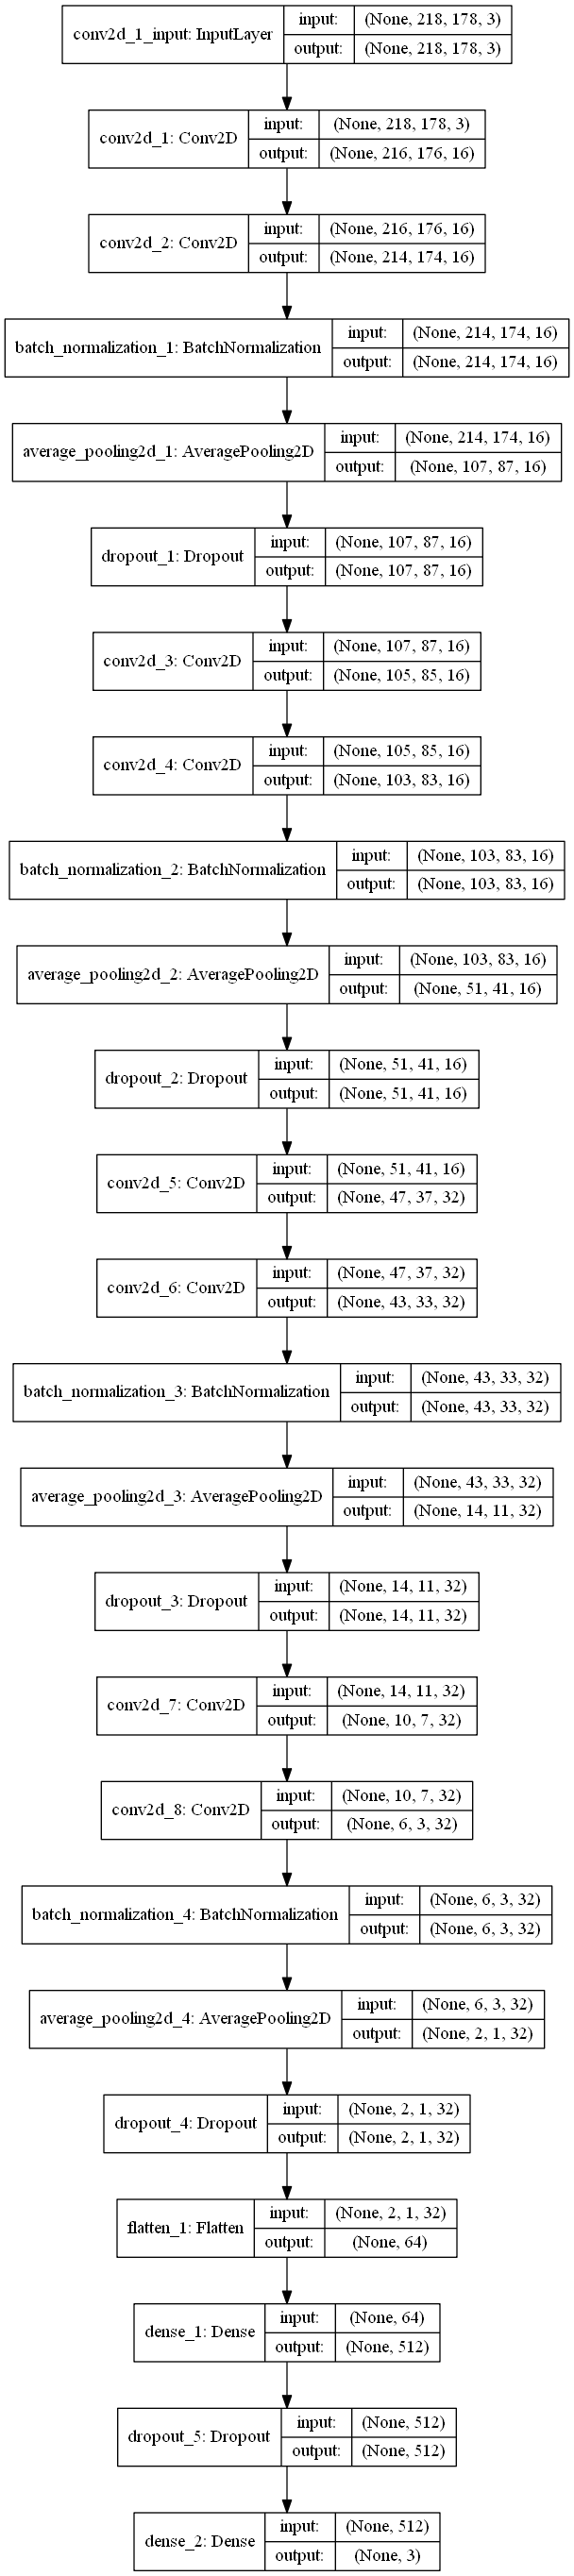 conv2d_1_input: InputLayer input: (None, 218, 178, 3)
output: (None, 218, 178, 3)
conv2d_1: Conv2D input: (None, 218, 178, 3)
output: (None, 216, 176, 16)
conv2d_2: Conv2D input: (None, 216, 176, 16)
output: (None, 214, 174, 16)
batch_normalization_1: BatchNormalization input: (None, 214, 174, 16)
output: (None, 214, 174, 16)
average_pooling2d_1: AveragePooling2D input: (None, 214, 174, 16)
output: (None, 107, 87, 16)
dropout_1: Dropout input: (None, 107, 87, 16)
output: (None, 107, 87, 16)
conv2d_3: Conv2D input: (None, 107, 87, 16)
output: (None, 105, 85, 16)
conv2d_4: Conv2D input: (None, 105, 85, 16)
output: (None, 103, 83, 16)
batch_normalization_2: BatchNormalization input: (None, 103, 83, 16)
output: (None, 103, 83, 16)
average_pooling2d_2: AveragePooling2D input: (None, 103, 83, 16)
output: (None, 51, 41, 16)
dropout_2: Dropout input: (None, 51, 41, 16)
output: (None, 51, 41, 16)
conv2d_5: Conv2D input: (None, 51, 41, 16)
output: (None, 47, 37, 32)
conv2d_6: Conv2D input: (None, 47, 37, 32)
output: (None, 43, 33, 32)
batch_normalization_3: BatchNormalization input: (None, 43, 33, 32)
output: (None, 43, 33, 32)
average_pooling2d_3: AveragePooling2D input: (None, 43, 33, 32)
output: (None, 14, 11, 32)
dropout_3: Dropout input: (None, 14, 11, 32)
output: (None, 14, 11, 32)
conv2d_7: Conv2D input: (None, 14, 11, 32)
output: (None, 10, 7, 32)
conv2d_8: Conv2D input: (None, 10, 7, 32)
output: (None, 6, 3, 32)
batch_normalization_4: BatchNormalization input: (None, 6, 3, 32)
output: (None, 6, 3, 32)
average_pooling2d_4: AveragePooling2D input: (None, 6, 3, 32)
output: (None, 2, 1, 32)
dropout_4: Dropout input: (None, 2, 1, 32)
output: (None, 2, 1, 32)
flatten_1: Flatten input: (None, 2, 1, 32)
output: (None, 64)
dense_1: Dense input: (None, 64)
output: (None, 512)
dropout_5: Dropout input: (None, 512)
output: (None, 512)
dense_2: Dense input: (None, 512)
output: (None, 3)